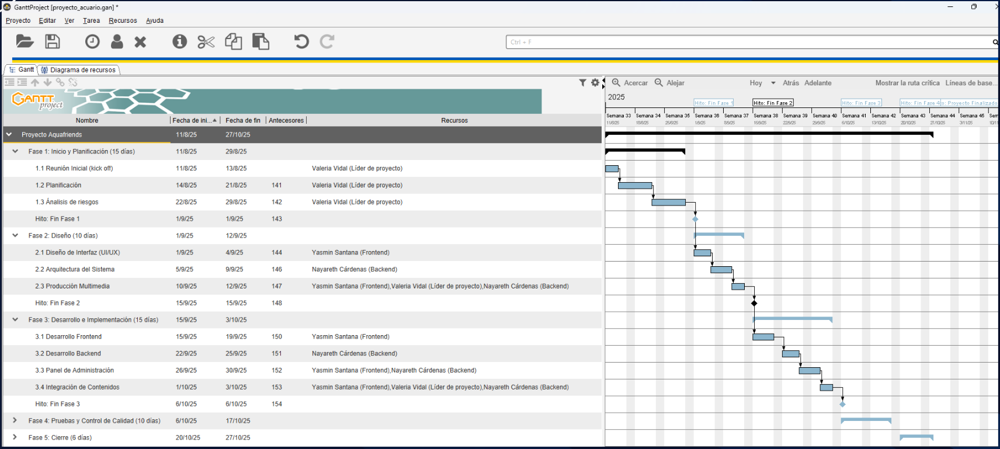 GanttProject [proyecto_acuario.gan] *
Proyecto Editar Ver Tarea Recursos Ayuda
Ctrl + F
Gantt Diagrama de recursos
Acercar Alejar Hoy Atrás Adelante Mostrar la ruta crítica Líneas de base...
GANTT project
2025
Hito: Fin Fase 1 Hito: Fin Fase 2 Hito: Fin Fase 3 Hito: Fin Fase 4 o: Proyecto Finalizado
Nombre Fecha de ini... Fecha de fin Antecesores Recursos
Semana 33 Semana 34 Semana 35 Semana 36 Semana 37 Semana 38 Semana 39 Semana 40 Semana 41 Semana 42 Semana 43 Semana 44 Semana 45 Sem
11/8/25 18/8/25 25/8/25 1/9/25 8/9/25 15/9/25 22/9/25 29/9/25 6/10/25 13/10/25 20/10/25 27/10/25 3/11/25 10/11
Proyecto Aquafriends 11/8/25 27/10/25
Fase 1: Inicio y Planificación (15 días) 11/8/25 29/8/25
1.1 Reunión Inicial (kick off) 11/8/25 13/8/25 Valeria Vidal (Líder de proyecto)
1.2 Planificación 14/8/25 21/8/25 141 Valeria Vidal (Líder de proyecto)
1.3 Ánalisis de riesgos 22/8/25 29/8/25 142 Valeria Vidal (Líder de proyecto)
Hito: Fin Fase 1 1/9/25 1/9/25 143
Fase 2: Diseño (10 días) 1/9/25 12/9/25
2.1 Diseño de Interfaz (UI/UX) 1/9/25 4/9/25 144 Yasmin Santana (Frontend)
2.2 Arquitectura del Sistema 5/9/25 9/9/25 146 Nayareth Cárdenas (Backend)
2.3 Producción Multimedia 10/9/25 12/9/25 147 Yasmin Santana (Frontend),Valeria Vidal (Líder de proyecto),Nayareth Cárdenas (Backend)
Hito: Fin Fase 2 15/9/25 15/9/25 148
Fase 3: Desarrollo e Implementación (15 días) 15/9/25 3/10/25
3.1 Desarrollo Frontend 15/9/25 19/9/25 150 Yasmin Santana (Frontend)
3.2 Desarrollo Backend 22/9/25 25/9/25 151 Nayareth Cárdenas (Backend)
3.3 Panel de Administración 26/9/25 30/9/25 152 Yasmin Santana (Frontend),Nayareth Cárdenas (Backend)
3.4 Integración de Contenidos 1/10/25 3/10/25 153 Yasmin Santana (Frontend),Valeria Vidal (Líder de proyecto),Nayareth Cárdenas (Backend)
Hito: Fin Fase 3 6/10/25 6/10/25 154
Fase 4: Pruebas y Control de Calidad (10 días) 6/10/25 17/10/25
Fase 5: Cierre (6 días) 20/10/25 27/10/25